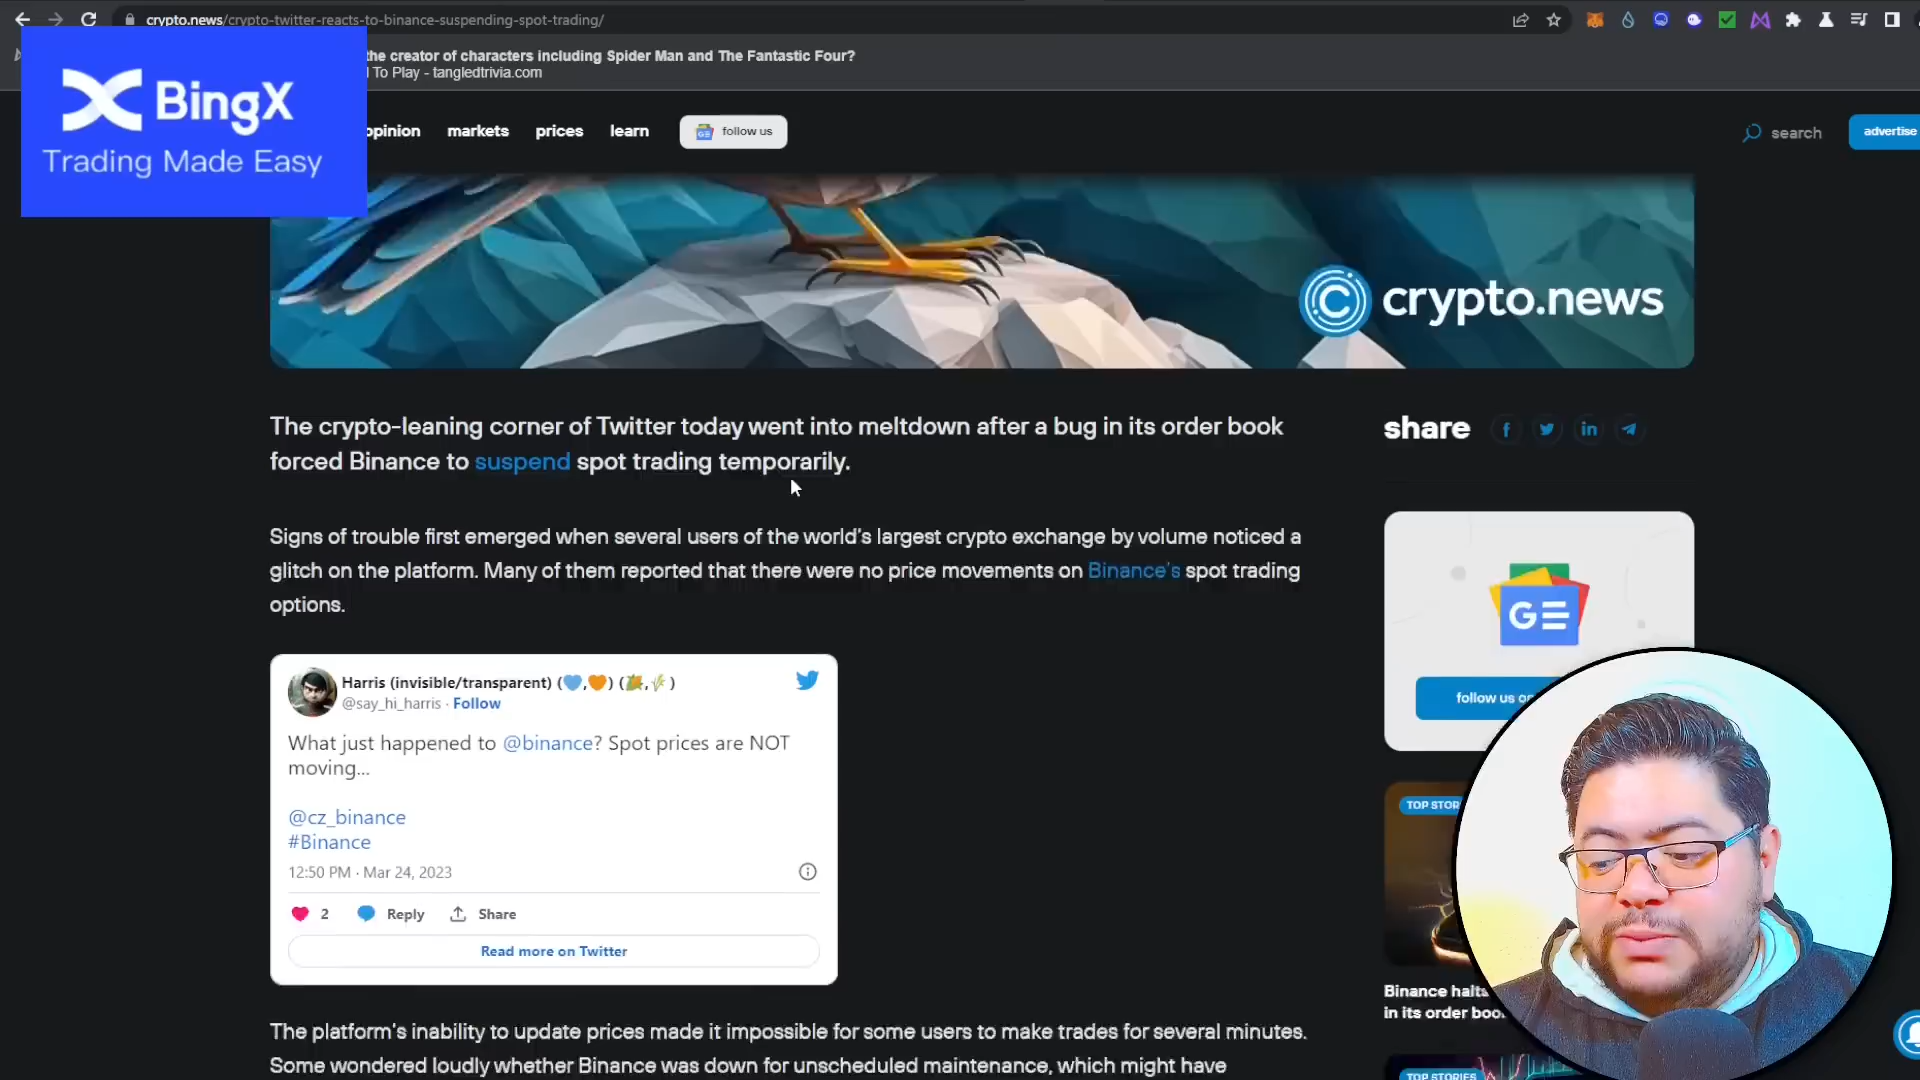 crypto.news/crypto-twitter-reacts-to-binance-suspending-spot-trading/
the creator of characters including Spider Man and The Fantastic Four?
To Play - tangledtrivia.com
BingX
Trading Made Easy
opinion markets prices learn follow us search advertise
crypto.news
The crypto-leaning corner of Twitter today went into meltdown after a bug in its order book
forced Binance to suspend spot trading temporarily.
share
Signs of trouble first emerged when several users of the world's largest crypto exchange by volume noticed a
glitch on the platform. Many of them reported that there were no price movements on Binance's spot trading
options.
GE
follow us on
Harris (invisible/transparent) (💙,🧡) (🌽,🌾)
@say_hi_harris · Follow
What just happened to @binance? Spot prices are NOT
moving...
@cz_binance
#Binance
12:50 PM · Mar 24, 2023
2 Reply Share
Read more on Twitter
TOP STOR
Binance halts
in its order boo
The platform's inability to update prices made it impossible for some users to make trades for several minutes.
Some wondered loudly whether Binance was down for unscheduled maintenance, which might have
TOP STORIES